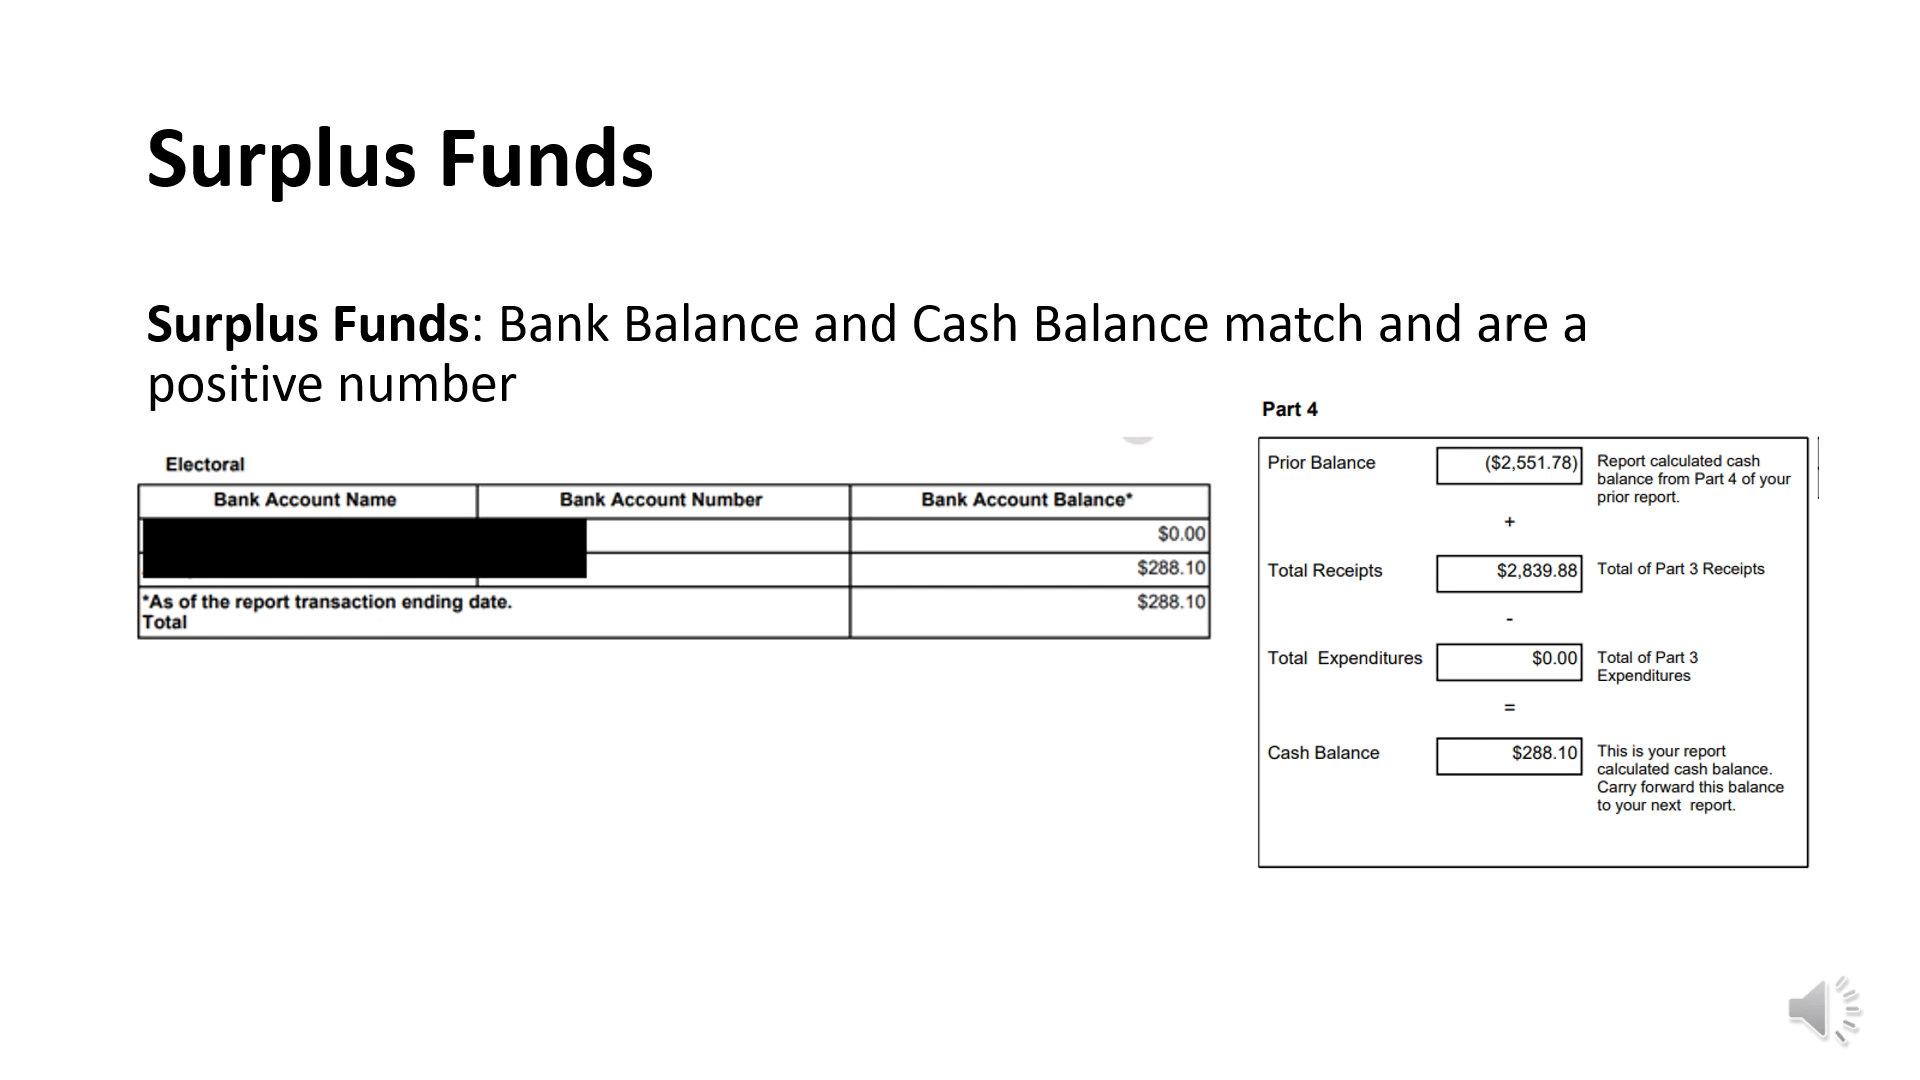 Surplus Funds
Surplus Funds: Bank Balance and Cash Balance match and are a
positive number
Electoral
Bank Account Name Bank Account Number Bank Account Balance*
$0.00
$288.10
*As of the report transaction ending date. $288.10
Total
Part 4
Prior Balance ($2,551.78) Report calculated cash
balance from Part 4 of your
prior report.
+
Total Receipts $2,839.88 Total of Part 3 Receipts
-
Total Expenditures $0.00 Total of Part 3
Expenditures
=
Cash Balance $288.10 This is your report
calculated cash balance.
Carry forward this balance
to your next report.